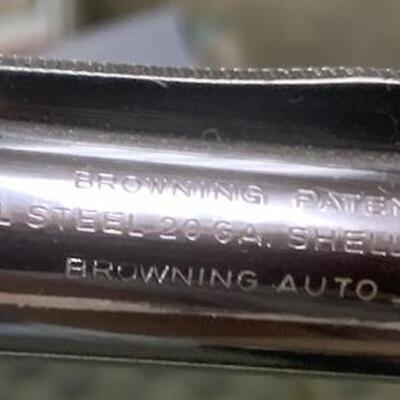 BROWNING PATEN
L STEEL 20 GA. SHELL
BROWNING AUTO